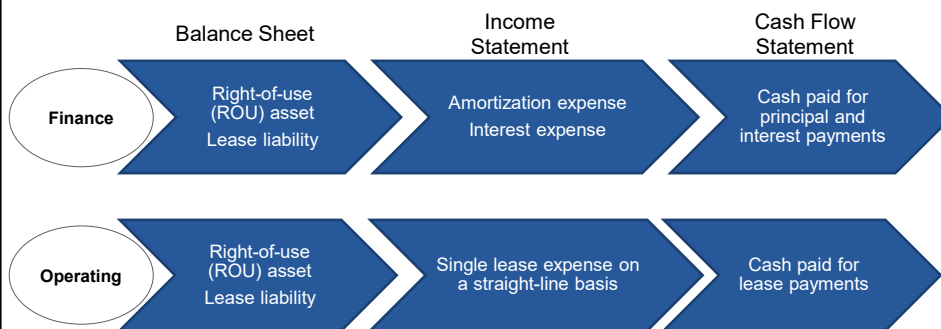 Balance Sheet
Income
Statement
Cash Flow
Statement
Finance
Right-of-use
(ROU) asset
Lease liability
Amortization expense
Interest expense
Cash paid for
principal and
interest payments
Operating
Right-of-use
(ROU) asset
Lease liability
Single lease expense on
a straight-line basis
Cash paid for
lease payments